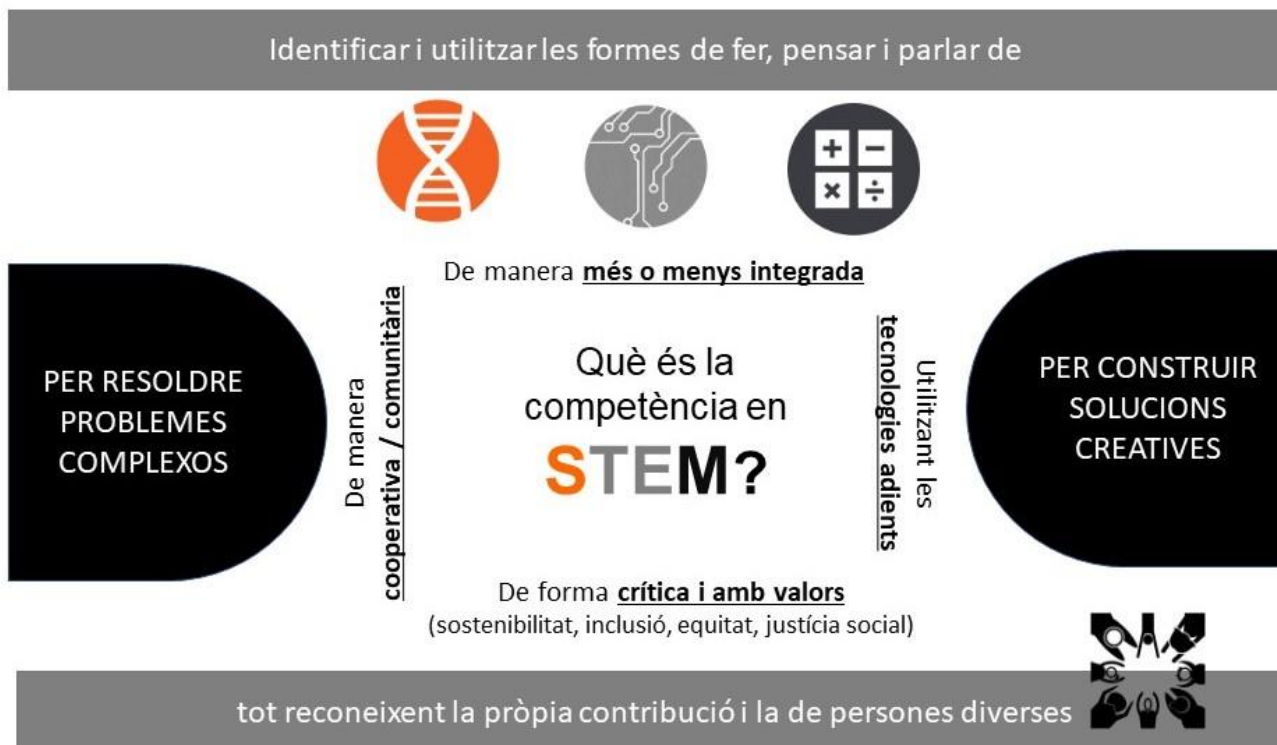 Identificar i utilitzar les formes de fer, pensar i parlar de
De manera més o menys integrada
PER RESOLDRE
PROBLEMES
COMPLEXOS
De manera
cooperativa / comunitària
Què és la
competència en
STEM?
Utilitzant les
tecnologies adients
PER CONSTRUIR
SOLUCIONS
CREATIVES
De forma crítica i amb valors
(sostenibilitat, inclusió, equitat, justícia social)
tot reconeixent la pròpia contribució i la de persones diverses